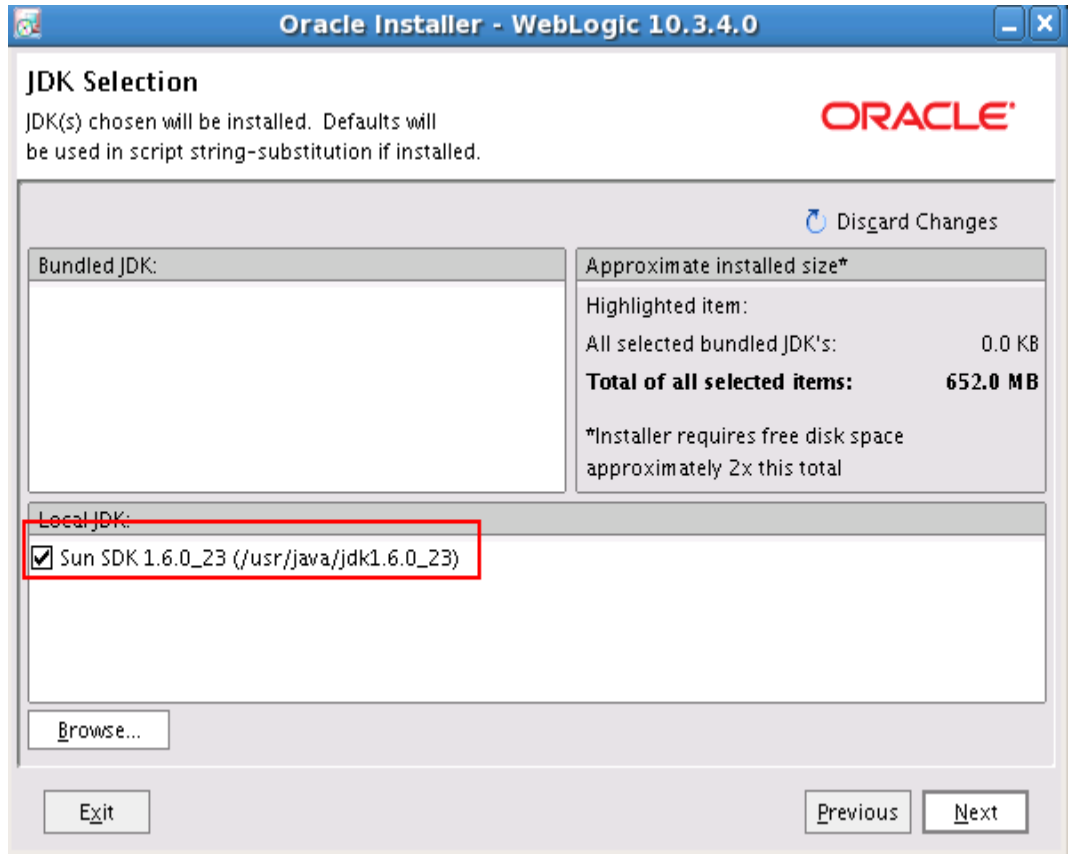 Oracle Installer - WebLogic 10.3.4.0
JDK Selection
JDK(s) chosen will be installed. Defaults will
be used in script string-substitution if installed.
ORACLE
Discard Changes
Bundled JDK:
Approximate installed size*
Highlighted item:
All selected bundled JDK's: 0.0 KB
Total of all selected items: 652.0 MB
*Installer requires free disk space
approximately 2x this total
Local JDK:
Sun SDK 1.6.0_23 (/usr/java/jdk1.6.0_23)
Browse...
Exit
Previous
Next